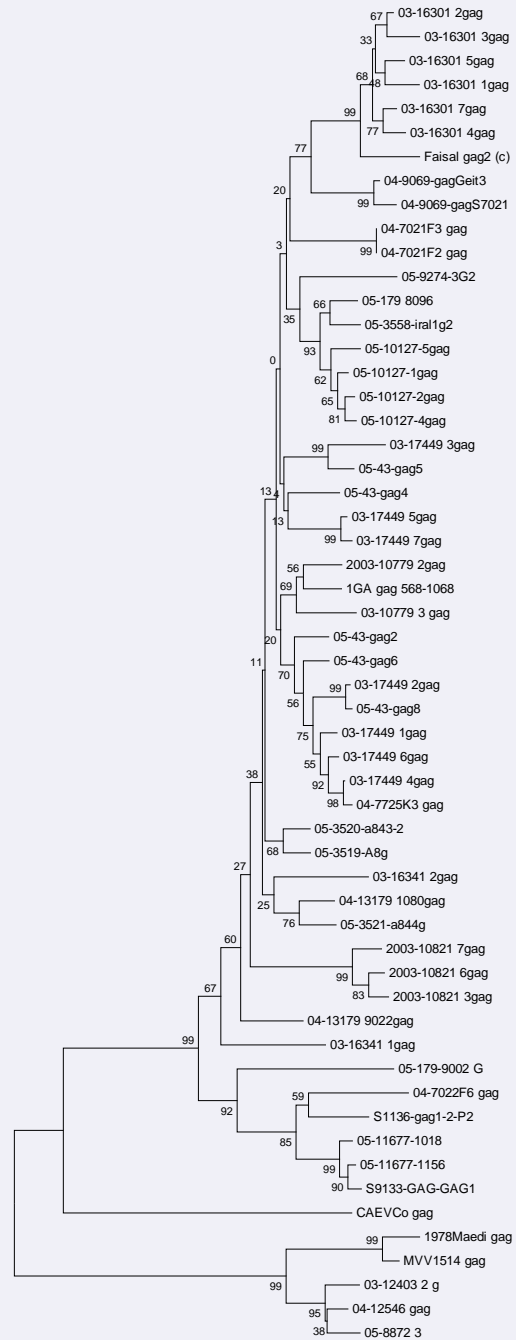 67
03-16301 2gag
03-16301 3gag
33
03-16301 5gag
68
48
03-16301 1gag
99
03-16301 7gag
77
03-16301 4gag
77
Faisal gag2 (c)
04-9069-gagGeit3
20
99
04-9069-gagS7021
04-7021F3 gag
3
99
04-7021F2 gag
05-9274-3G2
66
05-179 8096
35
05-3558-iral1g2
93
05-10127-5gag
0
62
05-10127-1gag
65
05-10127-2gag
81
05-10127-4gag
99
03-17449 3gag
05-43-gag5
13
4
05-43-gag4
13
03-17449 5gag
99
03-17449 7gag
56
2003-10779 2gag
69
1GA gag 568-1068
03-10779 3 gag
20
05-43-gag2
11
70
05-43-gag6
99
03-17449 2gag
56
05-43-gag8
75
03-17449 1gag
55
03-17449 6gag
92
03-17449 4gag
38
98
04-7725K3 gag
05-3520-a843-2
68
05-3519-A8g
27
03-16341 2gag
25
04-13179 1080gag
76
05-3521-a844g
60
2003-10821 7gag
99
2003-10821 6gag
67
83
2003-10821 3gag
04-13179 9022gag
99
03-16341 1gag
05-179-9002 G
59
04-7022F6 gag
92
S1136-gag1-2-P2
85
05-11677-1018
99
05-11677-1156
90
S9133-GAG-GAG1
CAEVCo gag
99
1978Maedi gag
MVV1514 gag
99
03-12403 2 g
95
04-12546 gag
38
05-8872 3